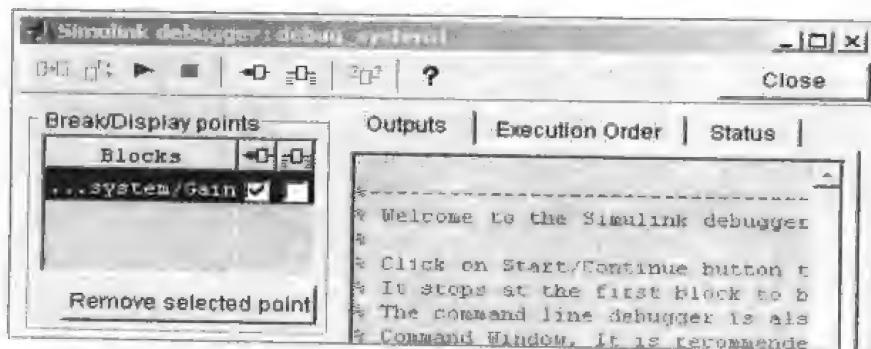 Simulink debugger: debug_system1
?
Close
Break/Display points
Blocks
...system/Gain
Remove selected point
Outputs
Execution Order
Status
%--------------------------------
% Welcome to the Simulink debugger
%
% Click on Start/Continue button t
% It stops at the first block to b
% The command line debugger is als
% Command Window, it is recommende